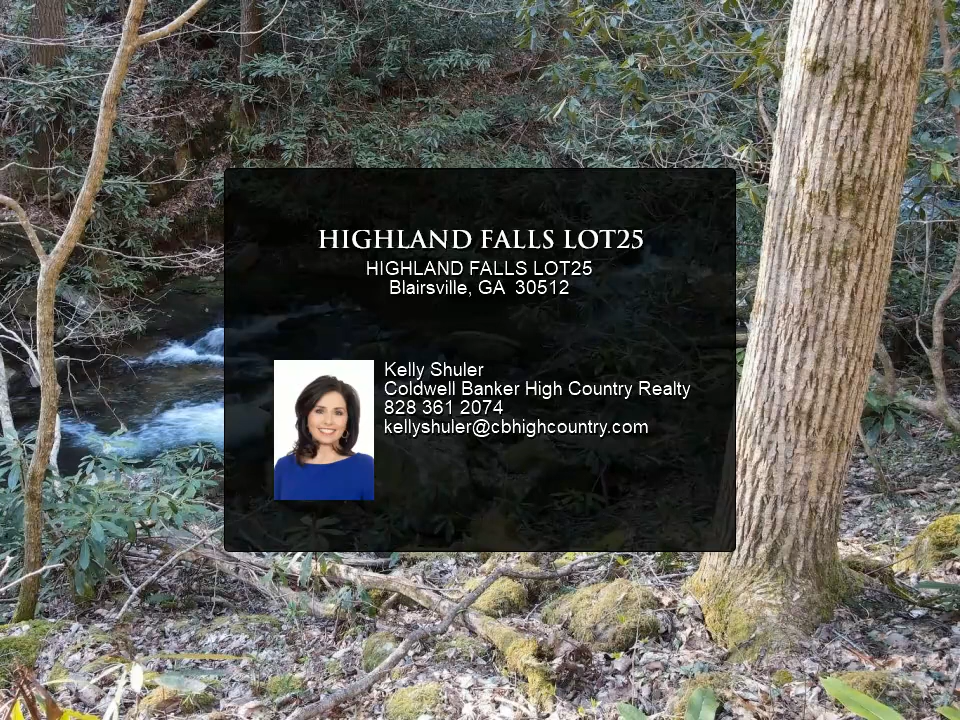 HIGHLAND FALLS LOT25
HIGHLAND FALLS LOT25
Blairsville, GA  30512
Kelly Shuler
Coldwell Banker High Country Realty
828 361 2074
kellyshuler@cbhighcountry.com